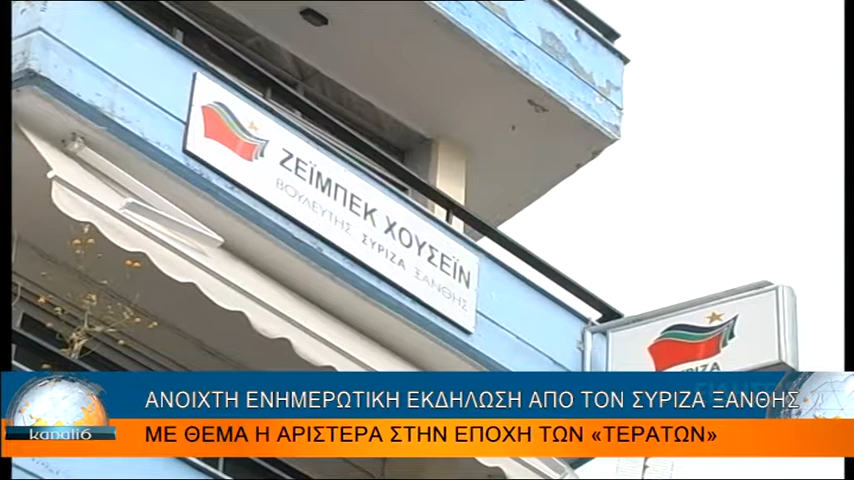 ΖΕΪΜΠΕΚ ΧΟΥΣΕΪΝ
ΒΟΥΛΕΥΤΗΣ ΣΥΡΙΖΑ ΞΑΝΘΗΣ
ΑΝΟΙΧΤΗ ΕΝΗΜΕΡΩΤΙΚΗ ΕΚΔΗΛΩΣΗ ΑΠΟ ΤΟΝ ΣΥΡΙΖΑ ΞΑΝΘΗΣ
kanali6
ΜΕ ΘΕΜΑ Η ΑΡΙΣΤΕΡΑ ΣΤΗΝ ΕΠΟΧΗ ΤΩΝ «ΤΕΡΑΤΩΝ»